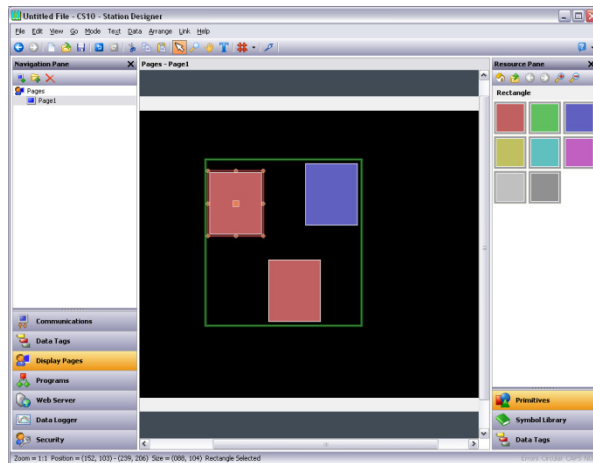 Untitled File - CS10 - Station Designer
File Edit View Go Mode Text Data Arrange Link Help
Navigation Pane
Pages - Page1
Resource Pane
Pages
Page1
Rectangle
Communications
Data Tags
Display Pages
Programs
Web Server
Data Logger
Security
Primitives
Symbol Library
Data Tags
Zoom = 1:1 Position = (152, 103) - (239, 206) Size = (088, 104) Rectangle Selected